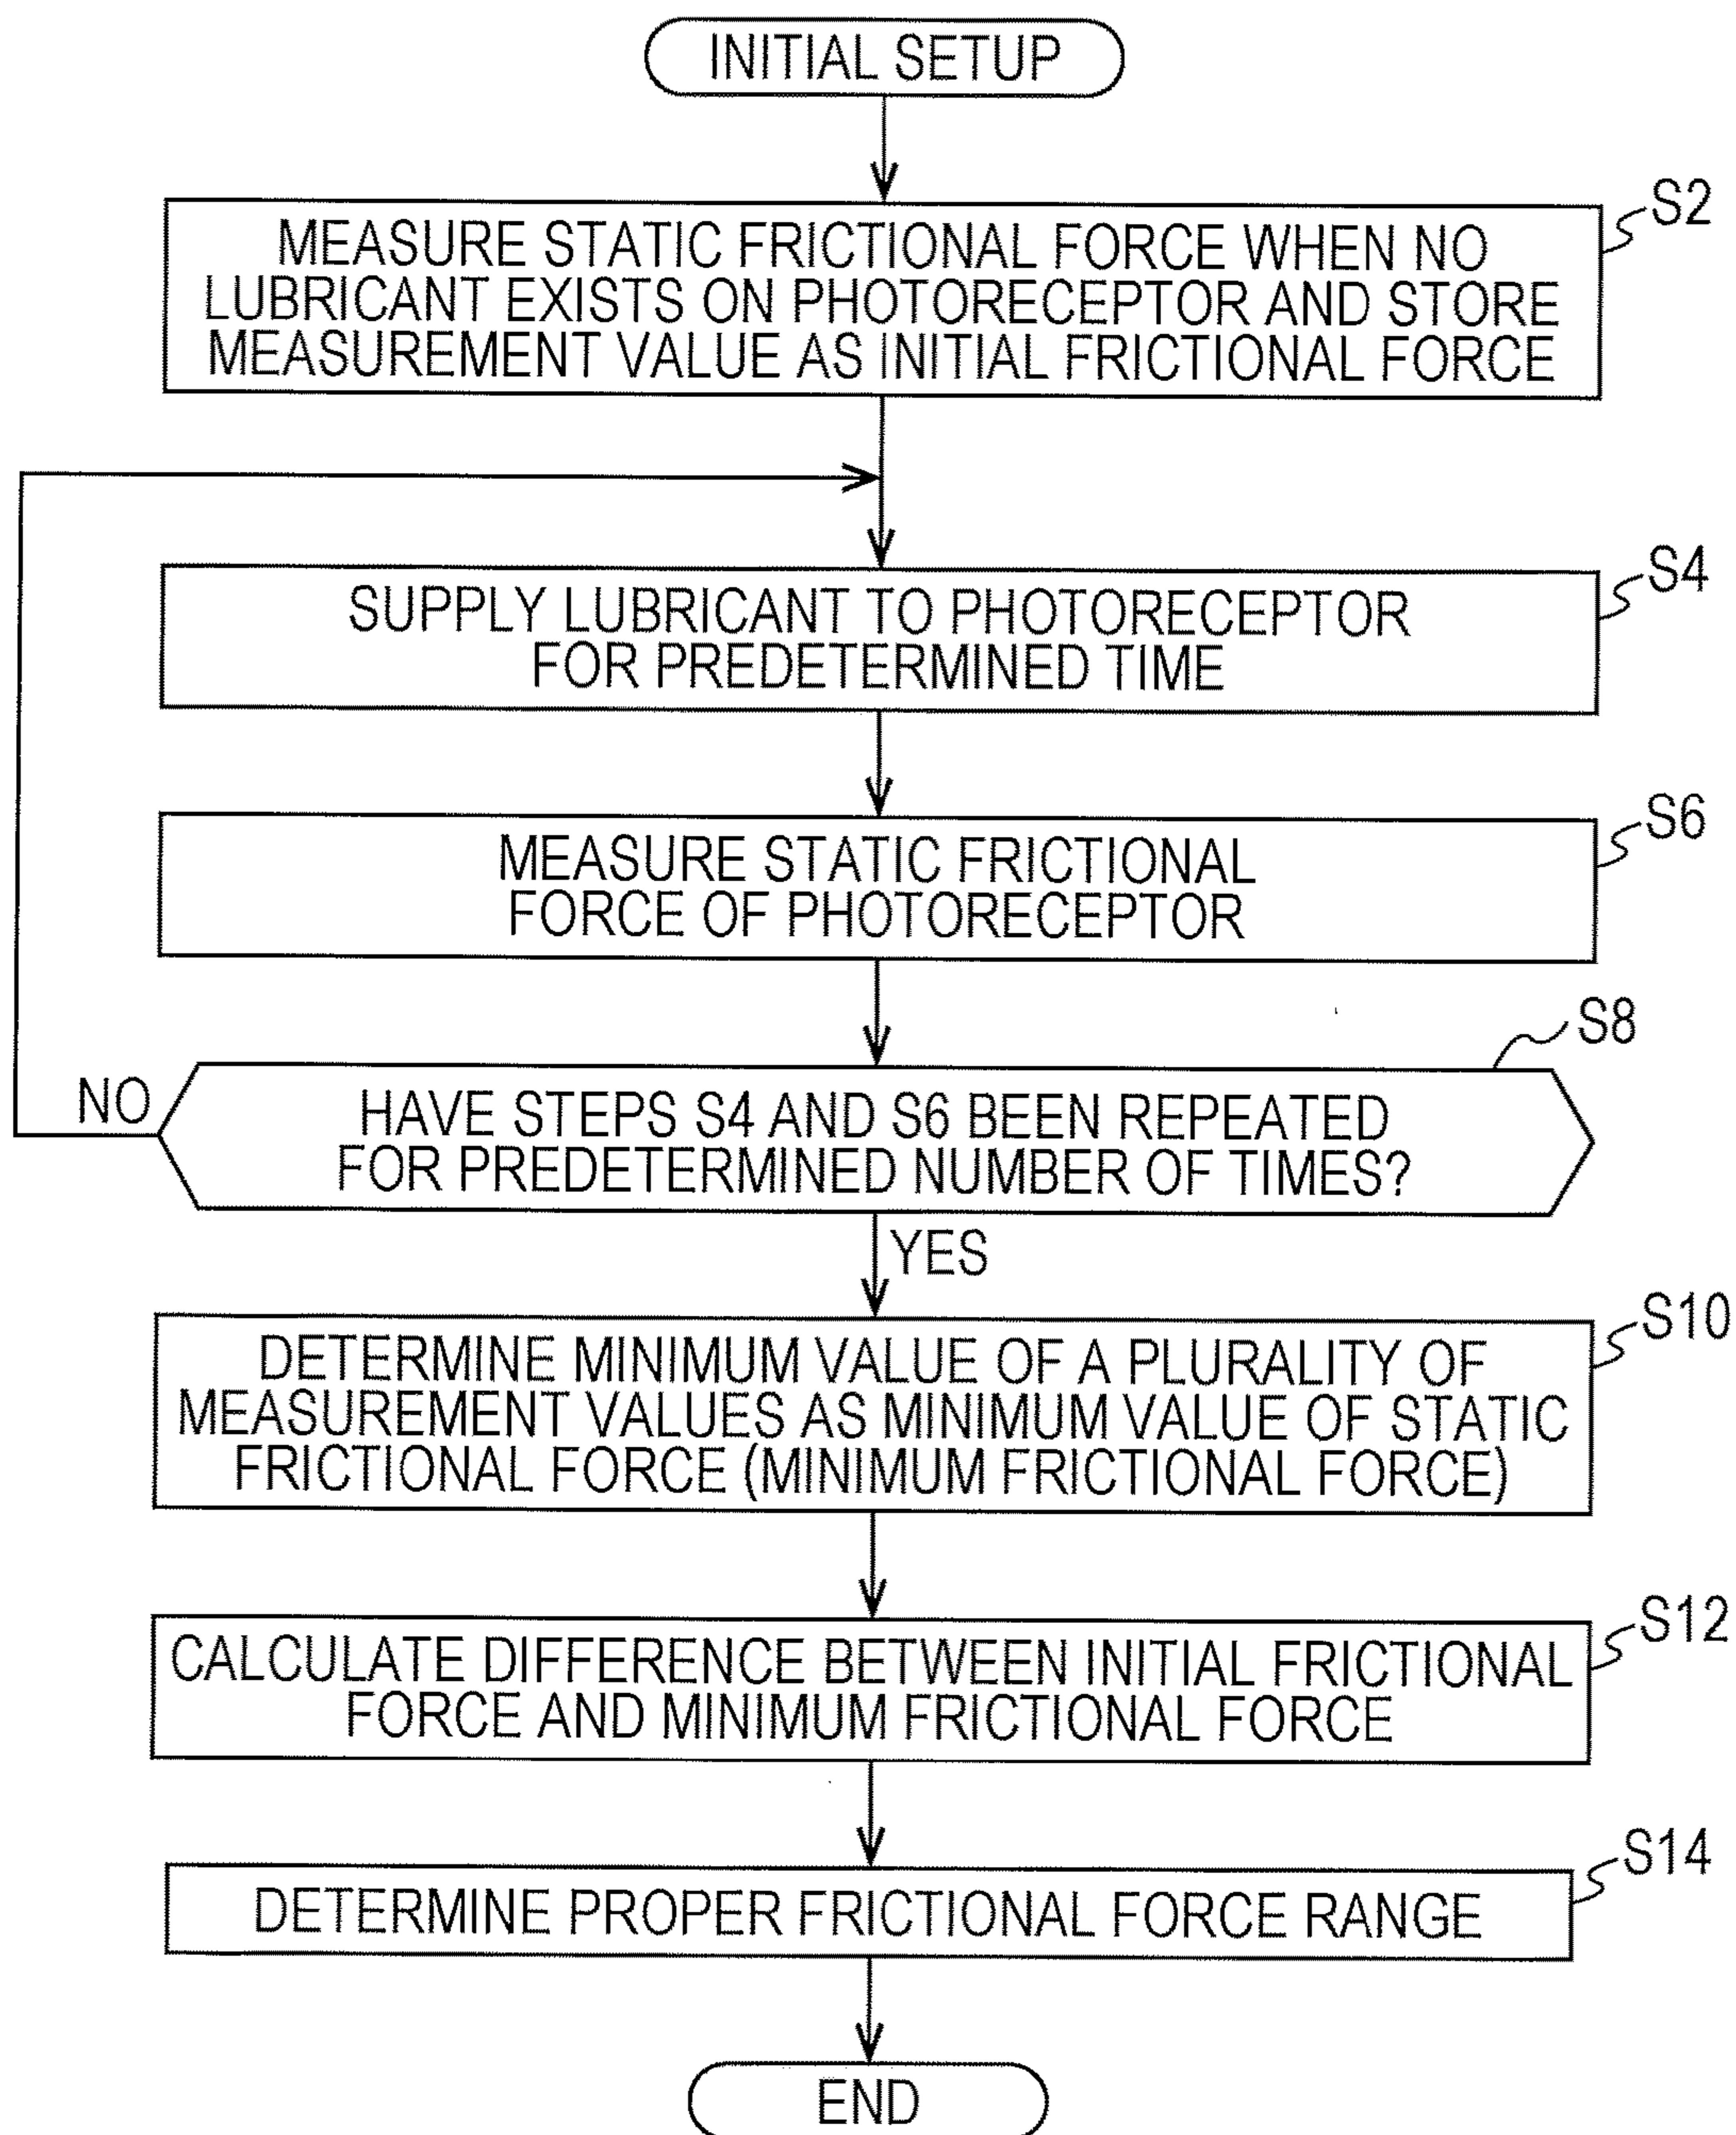 INITIAL SETUP
S2
MEASURE STATIC FRICTIONAL FORCE WHEN NO
LUBRICANT EXISTS ON PHOTORECEPTOR AND STORE
MEASUREMENT VALUE AS INITIAL FRICTIONAL FORCE
S4
SUPPLY LUBRICANT TO PHOTORECEPTOR
FOR PREDETERMINED TIME
S6
MEASURE STATIC FRICTIONAL
FORCE OF PHOTORECEPTOR
S8
NO
HAVE STEPS S4 AND S6 BEEN REPEATED
FOR PREDETERMINED NUMBER OF TIMES?
YES
S10
DETERMINE MINIMUM VALUE OF A PLURALITY OF
MEASUREMENT VALUES AS MINIMUM VALUE OF STATIC
FRICTIONAL FORCE (MINIMUM FRICTIONAL FORCE)
S12
CALCULATE DIFFERENCE BETWEEN INITIAL FRICTIONAL
FORCE AND MINIMUM FRICTIONAL FORCE
S14
DETERMINE PROPER FRICTIONAL FORCE RANGE
END